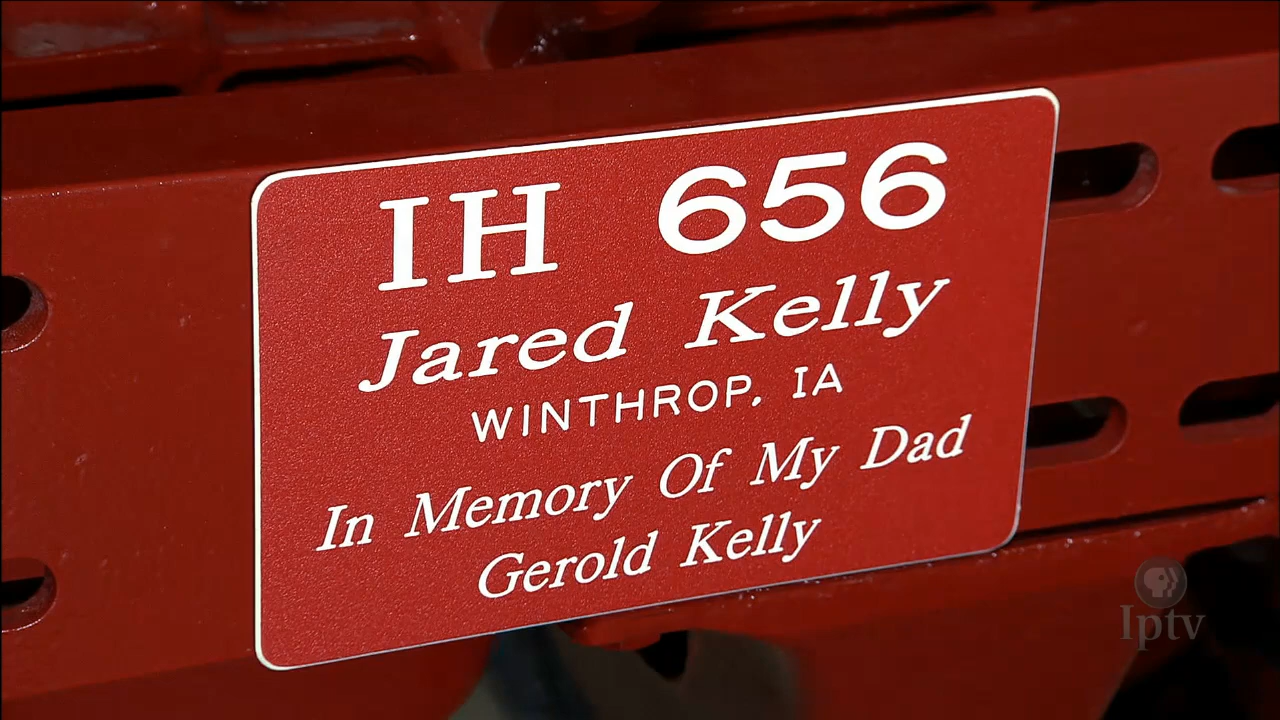 IH 656
Jared Kelly
WINTHROP, IA
In Memory Of My Dad
Gerold Kelly
Iptv